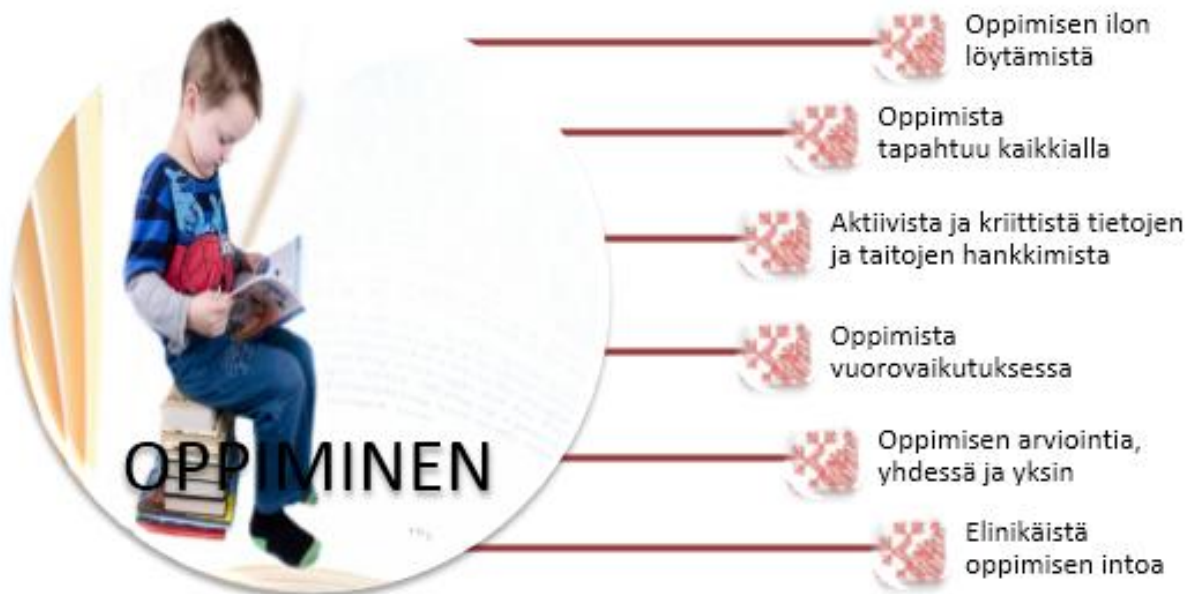 Oppimisen ilon
löytämistä
Oppimista
tapahtuu kaikkialla
Aktiivista ja kriittistä tietojen
ja taitojen hankkimista
Oppimista
vuorovaikutuksessa
OPPIMINEN
Oppimisen arviointia,
yhdessä ja yksin
Elinikäistä
oppimisen intoa